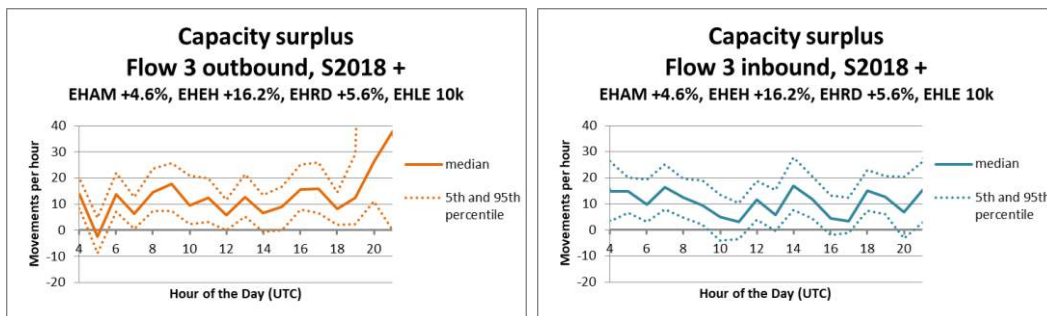 Capacity surplus
Flow 3 outbound, S2018 +
EHAM +4.6%, EHEH +16.2%, EHRD +5.6%, EHLE 10k
Movements per hour
40
30
20
10
0
-10
-20
4 6 8 10 12 14 16 18 20
Hour of the Day (UTC)
median
5th and 95th
percentile
Capacity surplus
Flow 3 inbound, S2018 +
EHAM +4.6%, EHEH +16.2%, EHRD +5.6%, EHLE 10k
Movements per hour
40
30
20
10
0
-10
-20
4 6 8 10 12 14 16 18 20
Hour of the Day (UTC)
median
5th and 95th
percentile